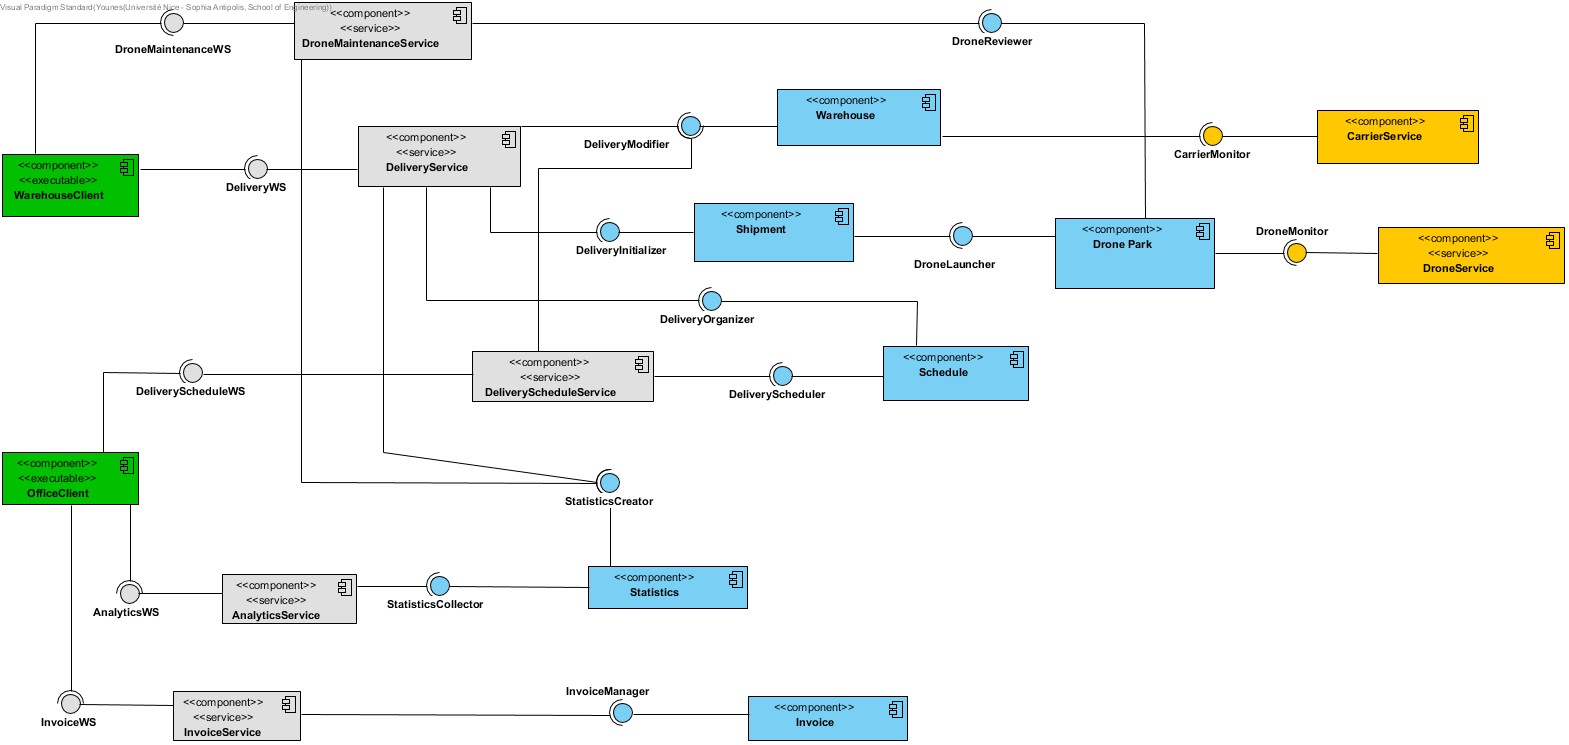 Visual Paradigm Standard(Younes(Université Nice - Sophia Antipolis, School of Engineering))
<<component>>
<<service>>
DroneMaintenanceService
DroneMaintenanceWS
DroneReviewer
<<component>>
Warehouse
<<component>>
CarrierService
CarrierMonitor
DeliveryModifier
<<component>>
<<service>>
DeliveryService
<<component>>
<<executable>>
WarehouseClient
DeliveryWS
<<component>>
Shipment
DeliveryInitializer
DroneLauncher
<<component>>
Drone Park
DroneMonitor
<<component>>
<<service>>
DroneService
DeliveryOrganizer
<<component>>
<<service>>
DeliveryScheduleService
DeliveryScheduleWS
DeliveryScheduler
<<component>>
Schedule
<<component>>
<<executable>>
OfficeClient
StatisticsCreator
<<component>>
Statistics
<<component>>
<<service>>
AnalyticsService
AnalyticsWS
StatisticsCollector
InvoiceManager
<<component>>
<<service>>
InvoiceService
InvoiceWS
<<component>>
Invoice